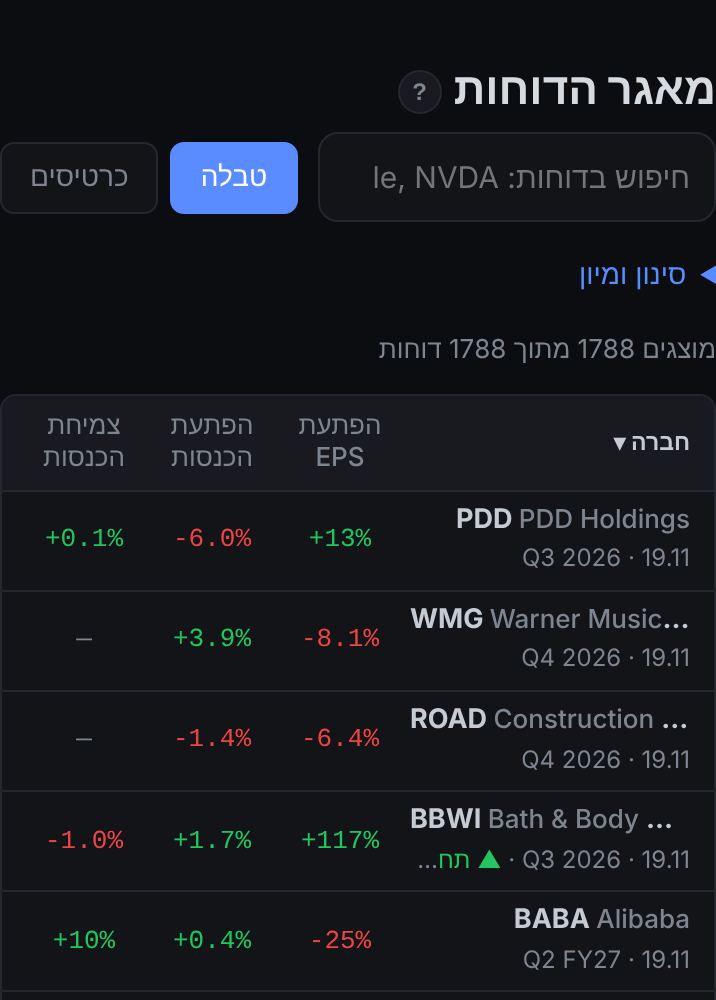 מאגר הדוחות ?
חיפוש בדוחות: le, NVDA
טבלה
כרטיסים
◀ סינון ומיון
מוצגים 1788 מתוך 1788 דוחות
חברה ▼
הפתעת EPS
הפתעת הכנסות
צמיחת הכנסות
PDD PDD Holdings
Q3 2026 · 19.11
+13%
-6.0%
+0.1%
WMG Warner Music...
Q4 2026 · 19.11
-8.1%
+3.9%
—
ROAD Construction ...
Q4 2026 · 19.11
-6.4%
-1.4%
—
BBWI Bath & Body ...
Q3 2026 · 19.11 · ▲ תח...
+117%
+1.7%
-1.0%
BABA Alibaba
Q2 FY27 · 19.11
-25%
+0.4%
+10%